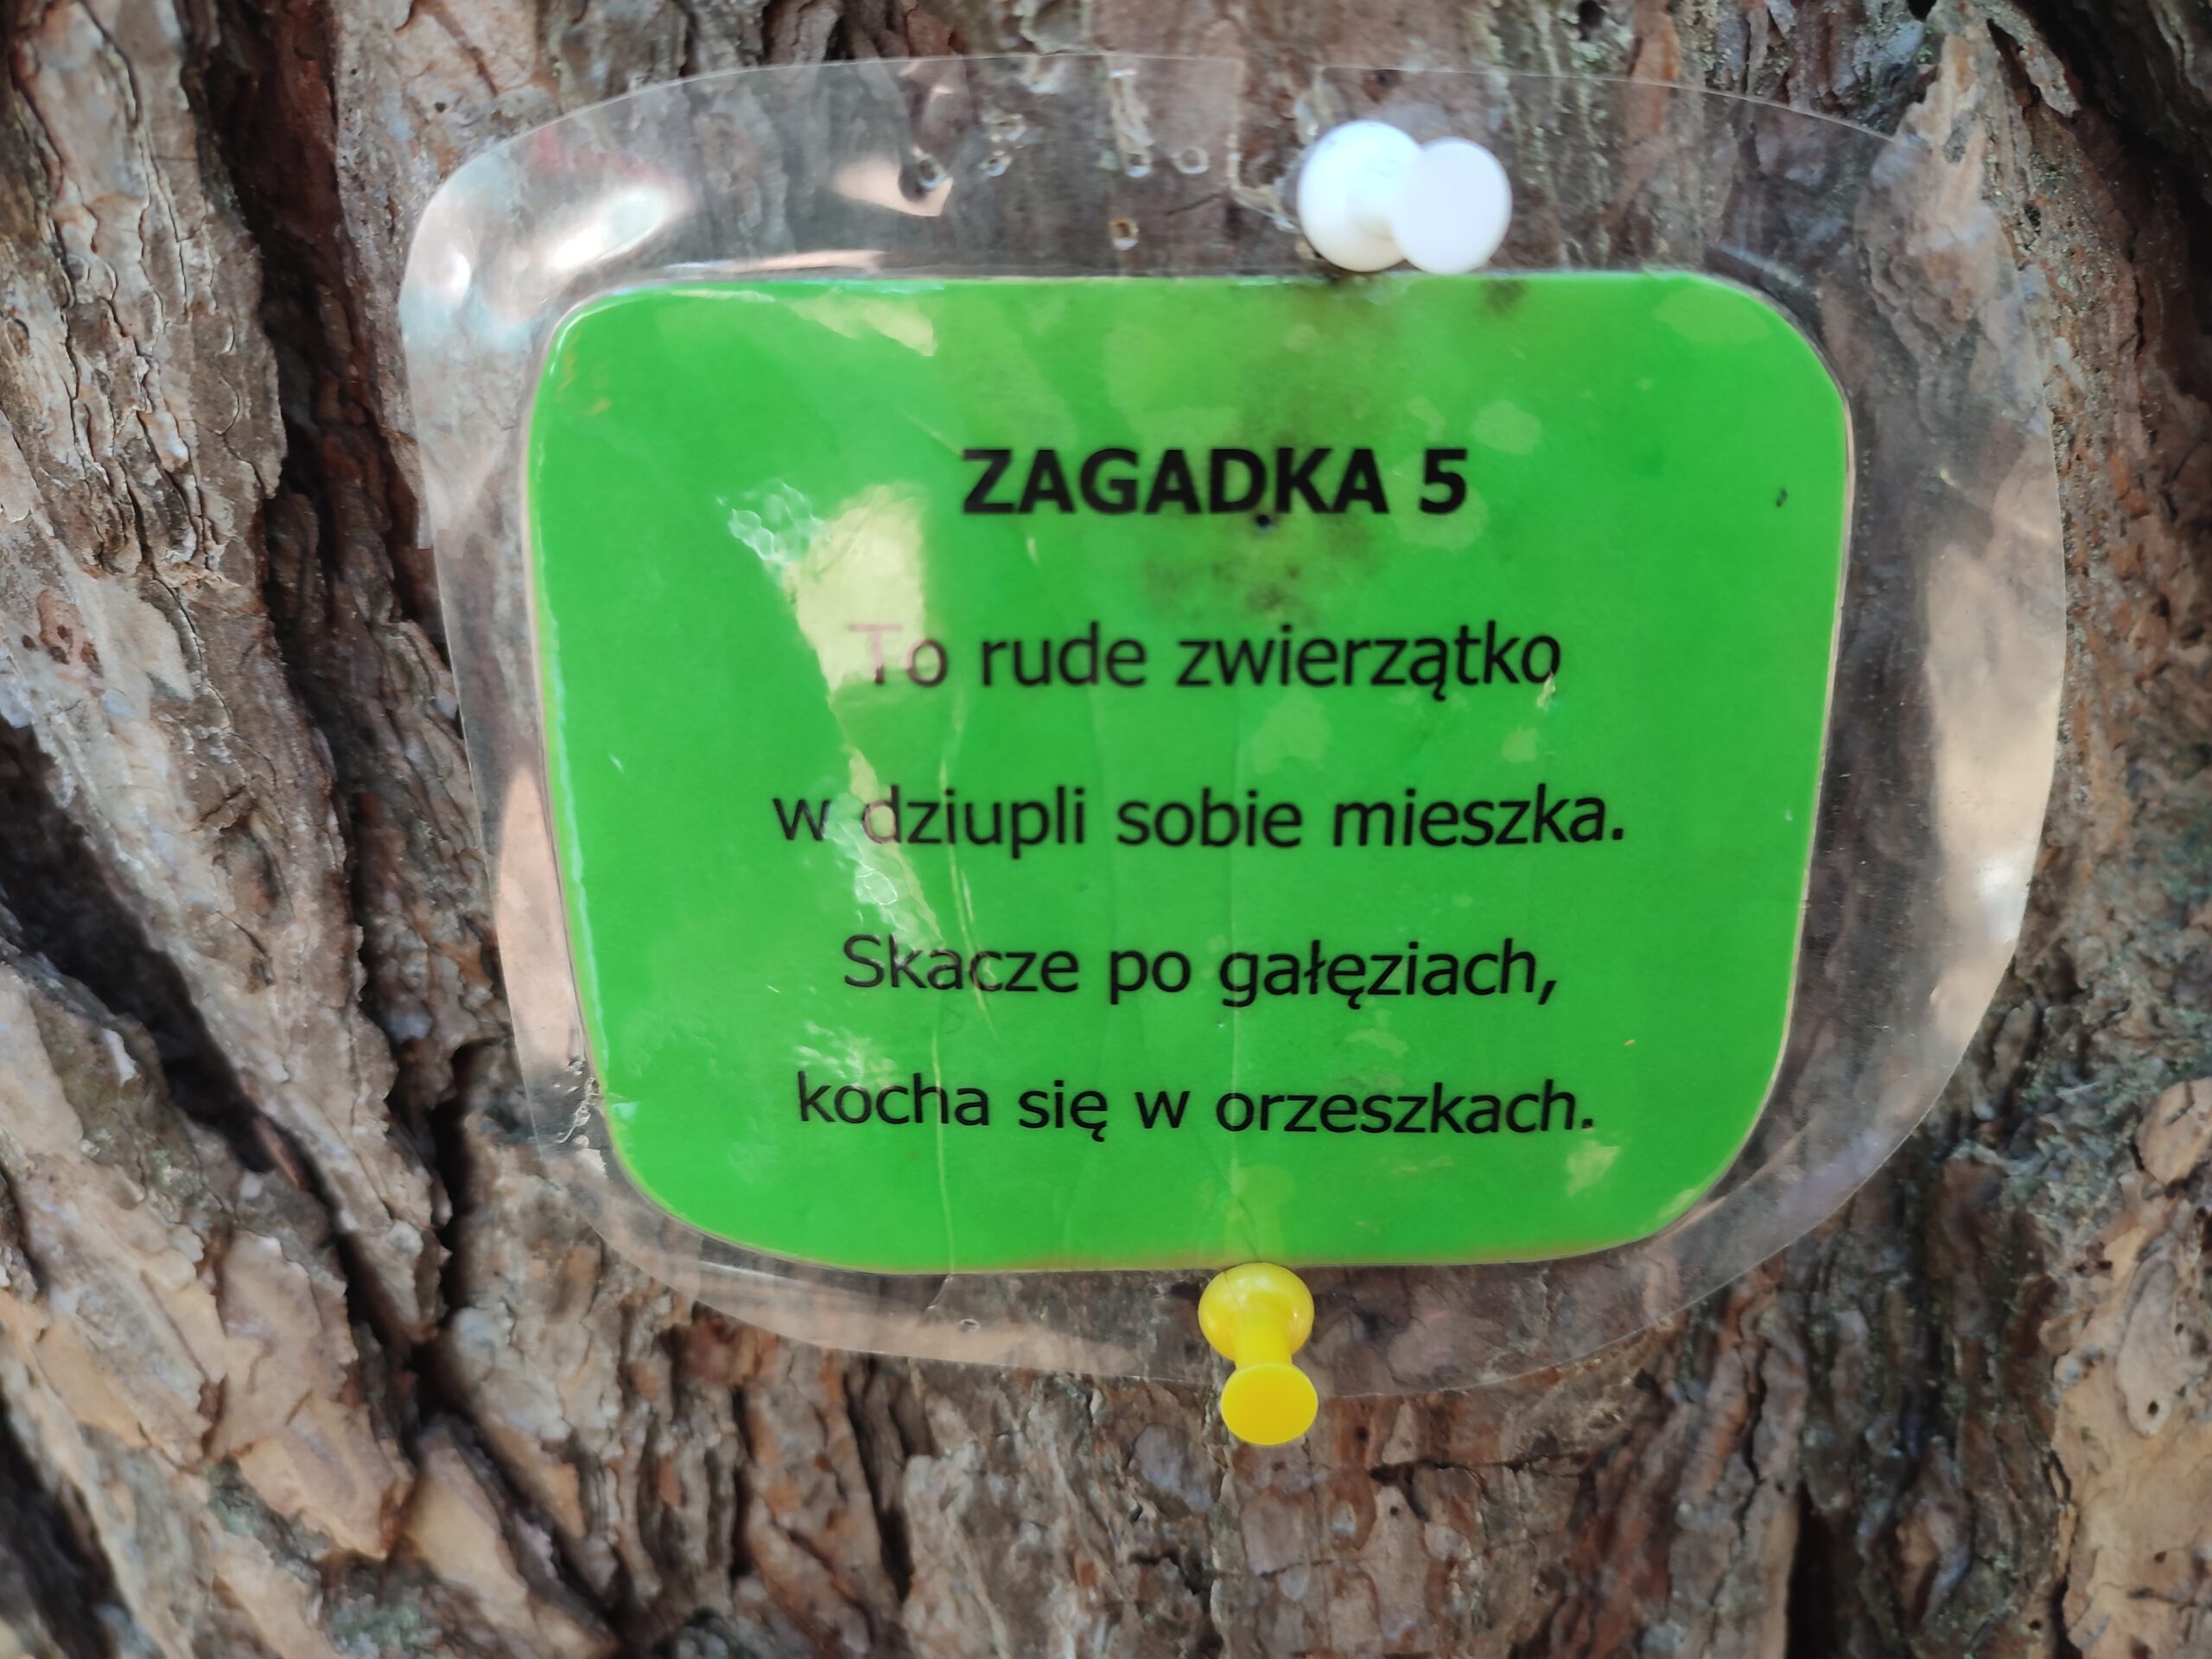 ZAGADKA 5
To rude zwierzątko
w dziupli sobie mieszka.
Skacze po gałęziach,
kocha się w orzeszkach.